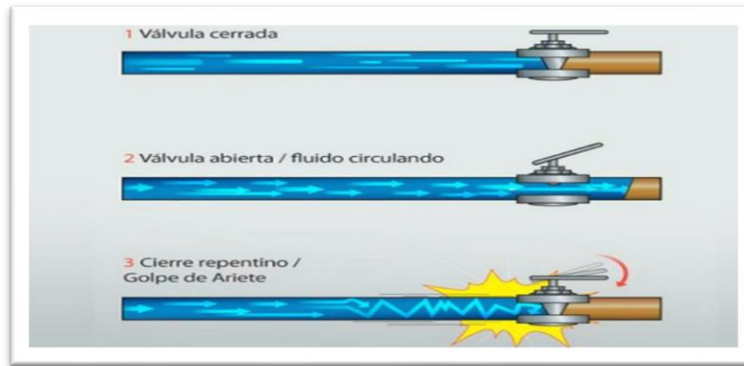 1 Válvula cerrada
2 Válvula abierta / fluido circulando
3 Cierre repentino /
Golpe de Ariete